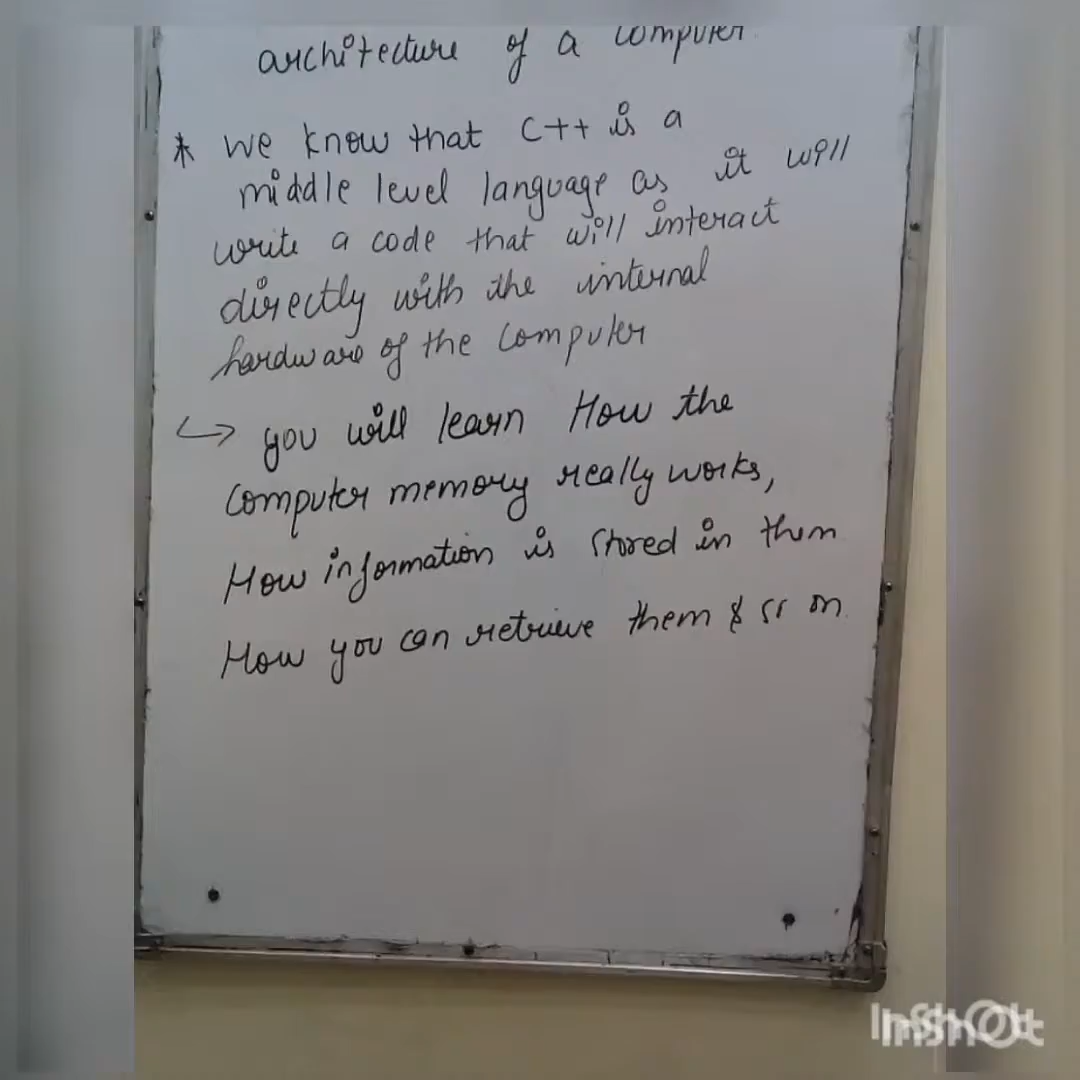 architecture of a computer
* we know that C++ is a
middle level language as it will
write a code that will interact
directly with the internal
hardware of the computer
↳ you will learn How the
computer memory really works,
How information is stored in them
How you can retrieve them & so on
InShot